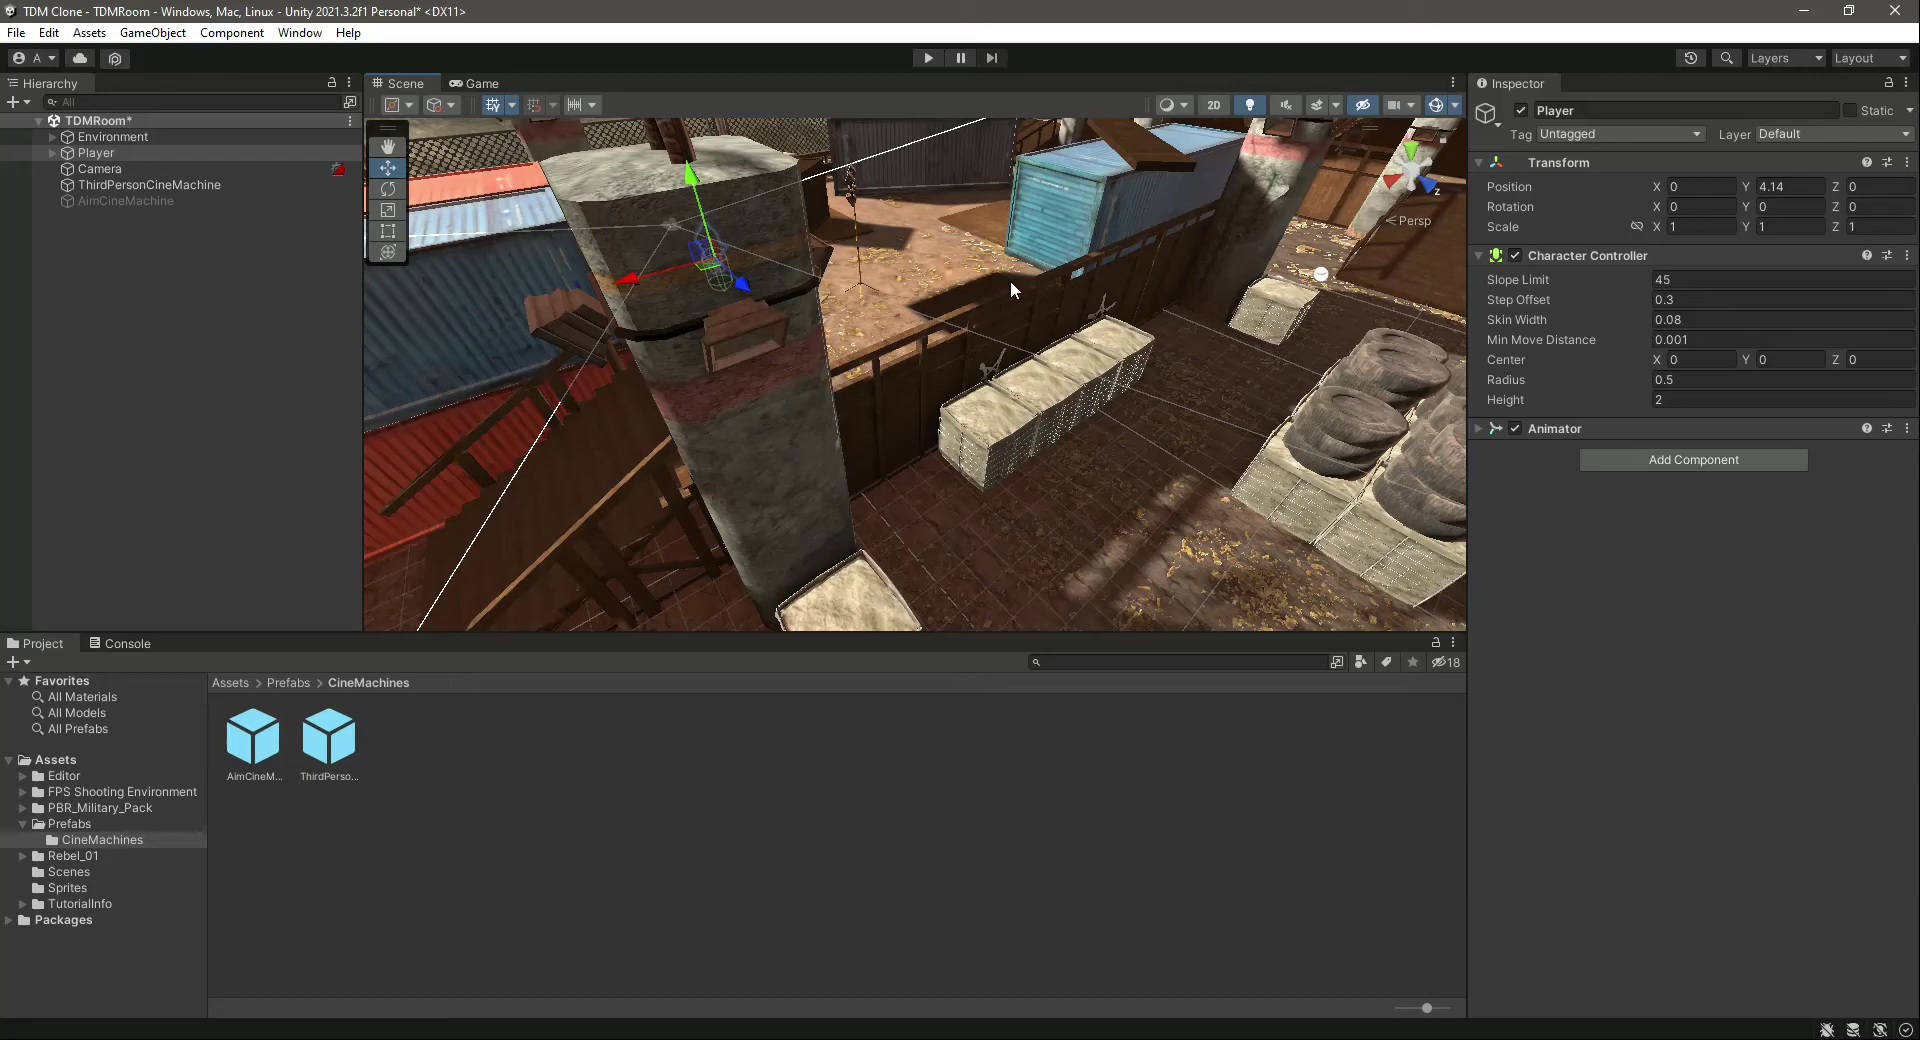 TDM Clone - TDMRoom - Windows, Mac, Linux - Unity 2021.3.2f1 Personal* <DX11>
File Edit Assets GameObject Component Window Help
A Layers Layout
Hierarchy
All
TDMRoom*
Environment
Player
Camera
ThirdPersonCineMachine
AimCineMachine
Scene Game
2D
z
Persp
Inspector
Player Static
Tag Untagged Layer Default
Transform
Position X 0 Y 4.14 Z 0
Rotation X 0 Y 0 Z 0
Scale X 1 Y 1 Z 1
Character Controller
Slope Limit 45
Step Offset 0.3
Skin Width 0.08
Min Move Distance 0.001
Center X 0 Y 0 Z 0
Radius 0.5
Height 2
Animator
Add Component
Project Console
18
Favorites
All Materials
All Models
All Prefabs
Assets
Editor
FPS Shooting Environment
PBR_Military_Pack
Prefabs
CineMachines
Rebel_01
Scenes
Sprites
TutorialInfo
Packages
Assets > Prefabs > CineMachines
AimCineM... ThirdPerso...